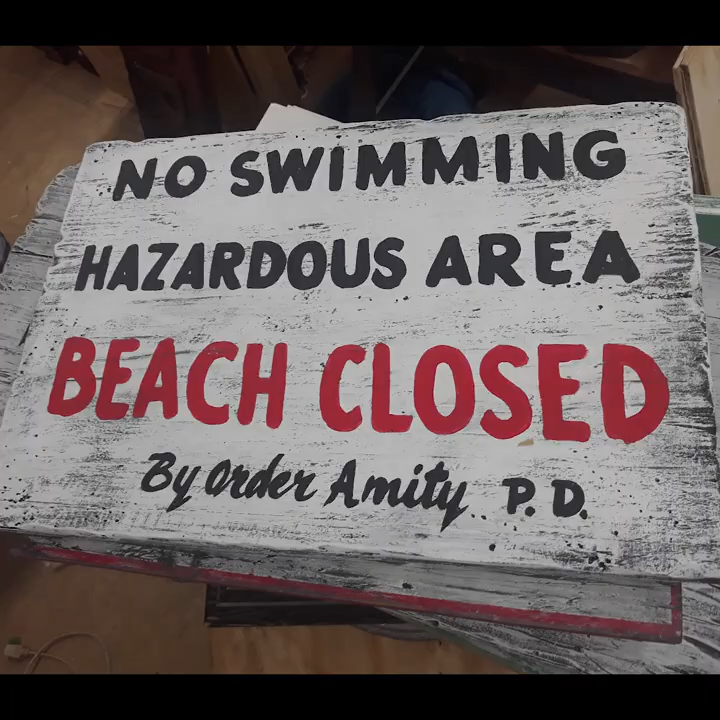 NO SWIMMING
HAZARDOUS AREA
BEACH CLOSED
By Order Amity P.D.